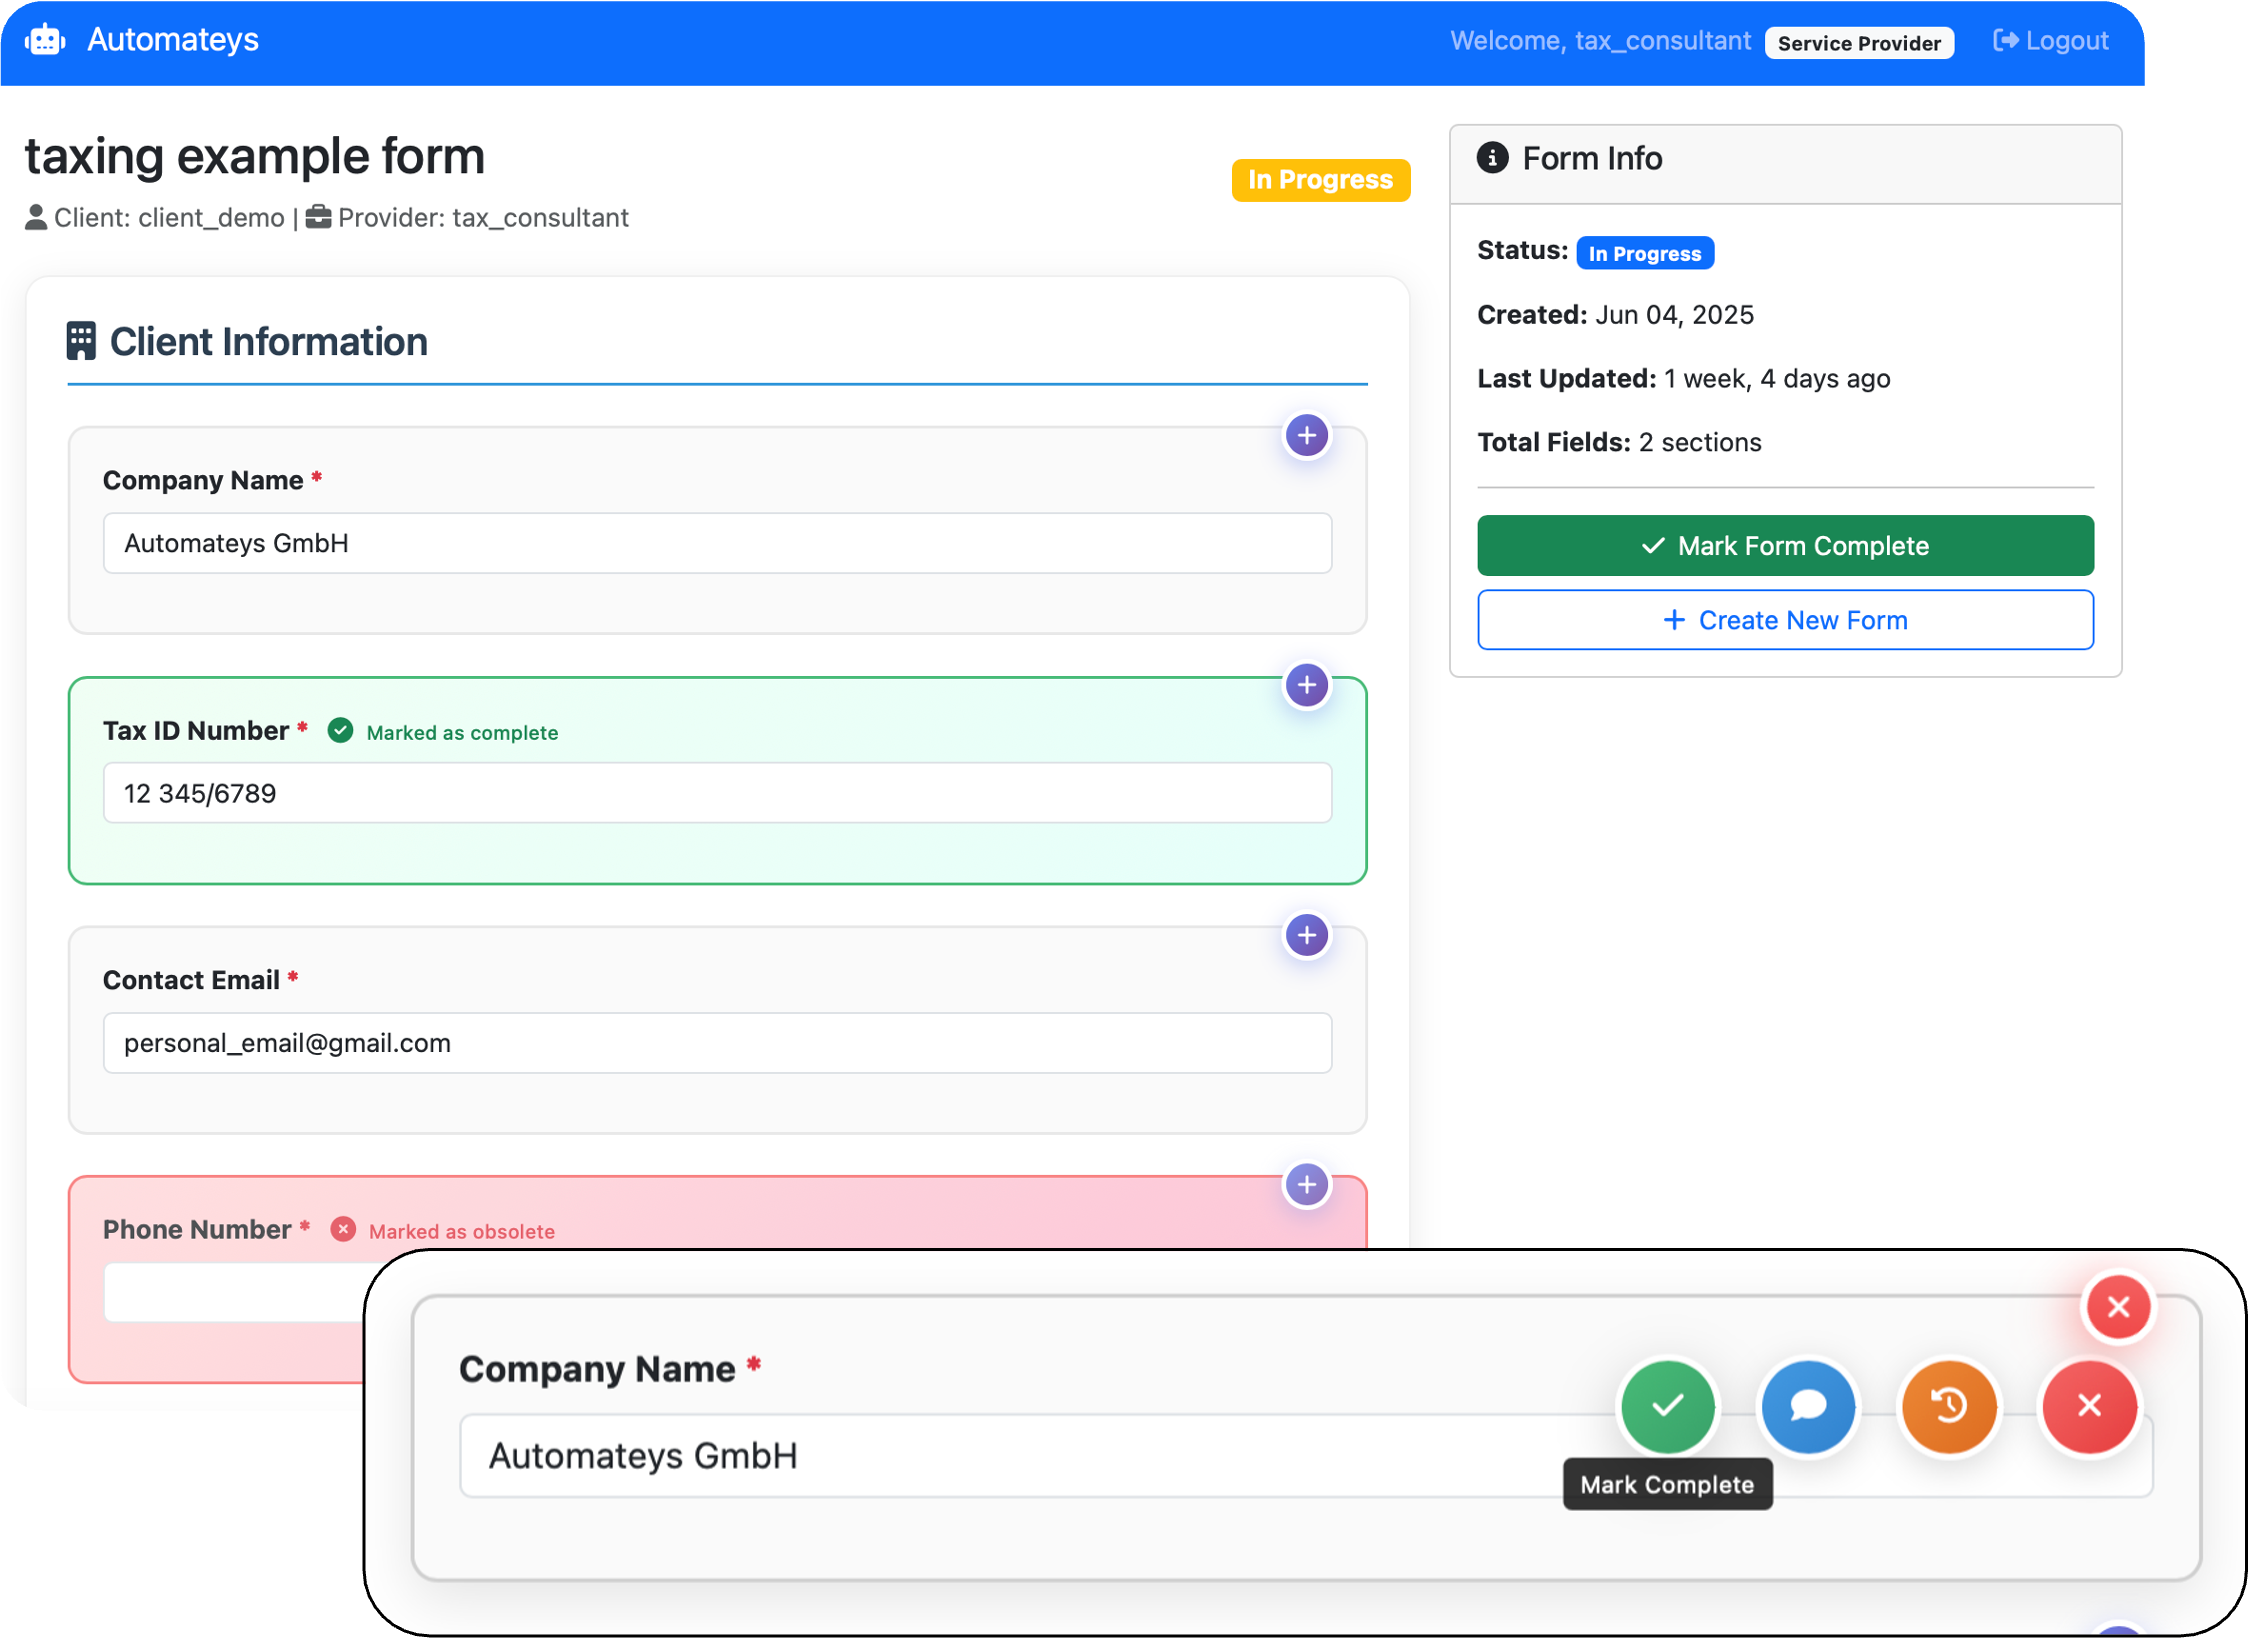 Automateys
Welcome, tax_consultant Service Provider Logout
taxing example form
In Progress
Client: client_demo | Provider: tax_consultant
Client Information
Company Name *
Automateys GmbH
Tax ID Number * Marked as complete
12 345/6789
Contact Email *
personal_email@gmail.com
Phone Number * Marked as obsolete
Form Info
Status: In Progress
Created: Jun 04, 2025
Last Updated: 1 week, 4 days ago
Total Fields: 2 sections
Mark Form Complete
+ Create New Form
Company Name *
Automateys GmbH
Mark Complete